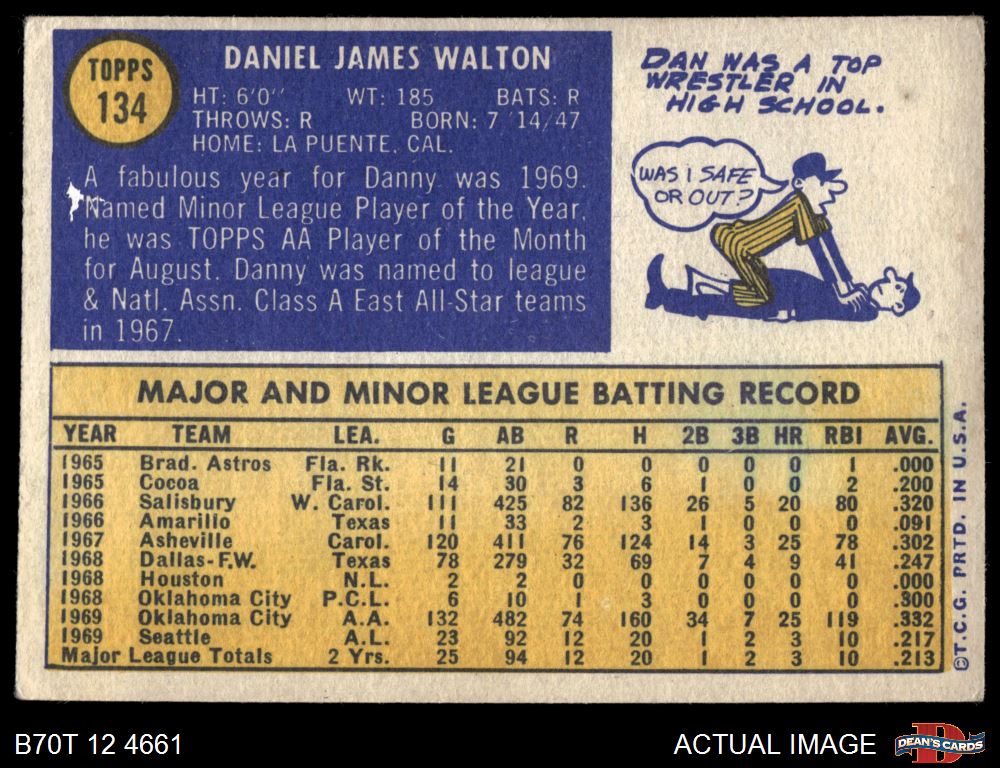 TOPPS
134
DANIEL JAMES WALTON
HT: 6'0'' WT: 185 BATS: R
THROWS: R BORN: 7 14/47
HOME: LA PUENTE, CAL.
A fabulous year for Danny was 1969.
Named Minor League Player of the Year,
he was TOPPS AA Player of the Month
for August. Danny was named to league
& Natl. Assn. Class A East All-Star teams
in 1967.
DAN WAS A TOP
WRESTLER IN
HIGH SCHOOL.
WAS I SAFE
OR OUT?
MAJOR AND MINOR LEAGUE BATTING RECORD
YEAR TEAM LEA. G AB R H 2B 3B HR RBI AVG.
1965 Brad. Astros Fla. Rk. 11 21 0 0 0 0 0 1 .000
1965 Cocoa Fla. St. 14 30 3 6 1 0 0 2 .200
1966 Salisbury W. Carol. 111 425 82 136 26 5 20 80 .320
1966 Amarillo Texas 11 33 2 3 1 0 0 0 .091
1967 Asheville Carol. 120 411 76 124 14 3 25 78 .302
1968 Dallas-F.W. Texas 78 279 32 69 7 4 9 41 .247
1968 Houston N.L. 2 2 0 0 0 0 0 0 .000
1968 Oklahoma City P.C.L. 6 10 1 3 0 0 0 0 .300
1969 Oklahoma City A.A. 132 482 74 160 34 7 25 119 .332
1969 Seattle A.L. 23 92 12 20 1 2 3 10 .217
Major League Totals 2 Yrs. 25 94 12 20 1 2 3 10 .213
©T.C.G. PRTD. IN U.S.A.
B70T 12 4661
ACTUAL IMAGE
D
DEAN'S CARDS